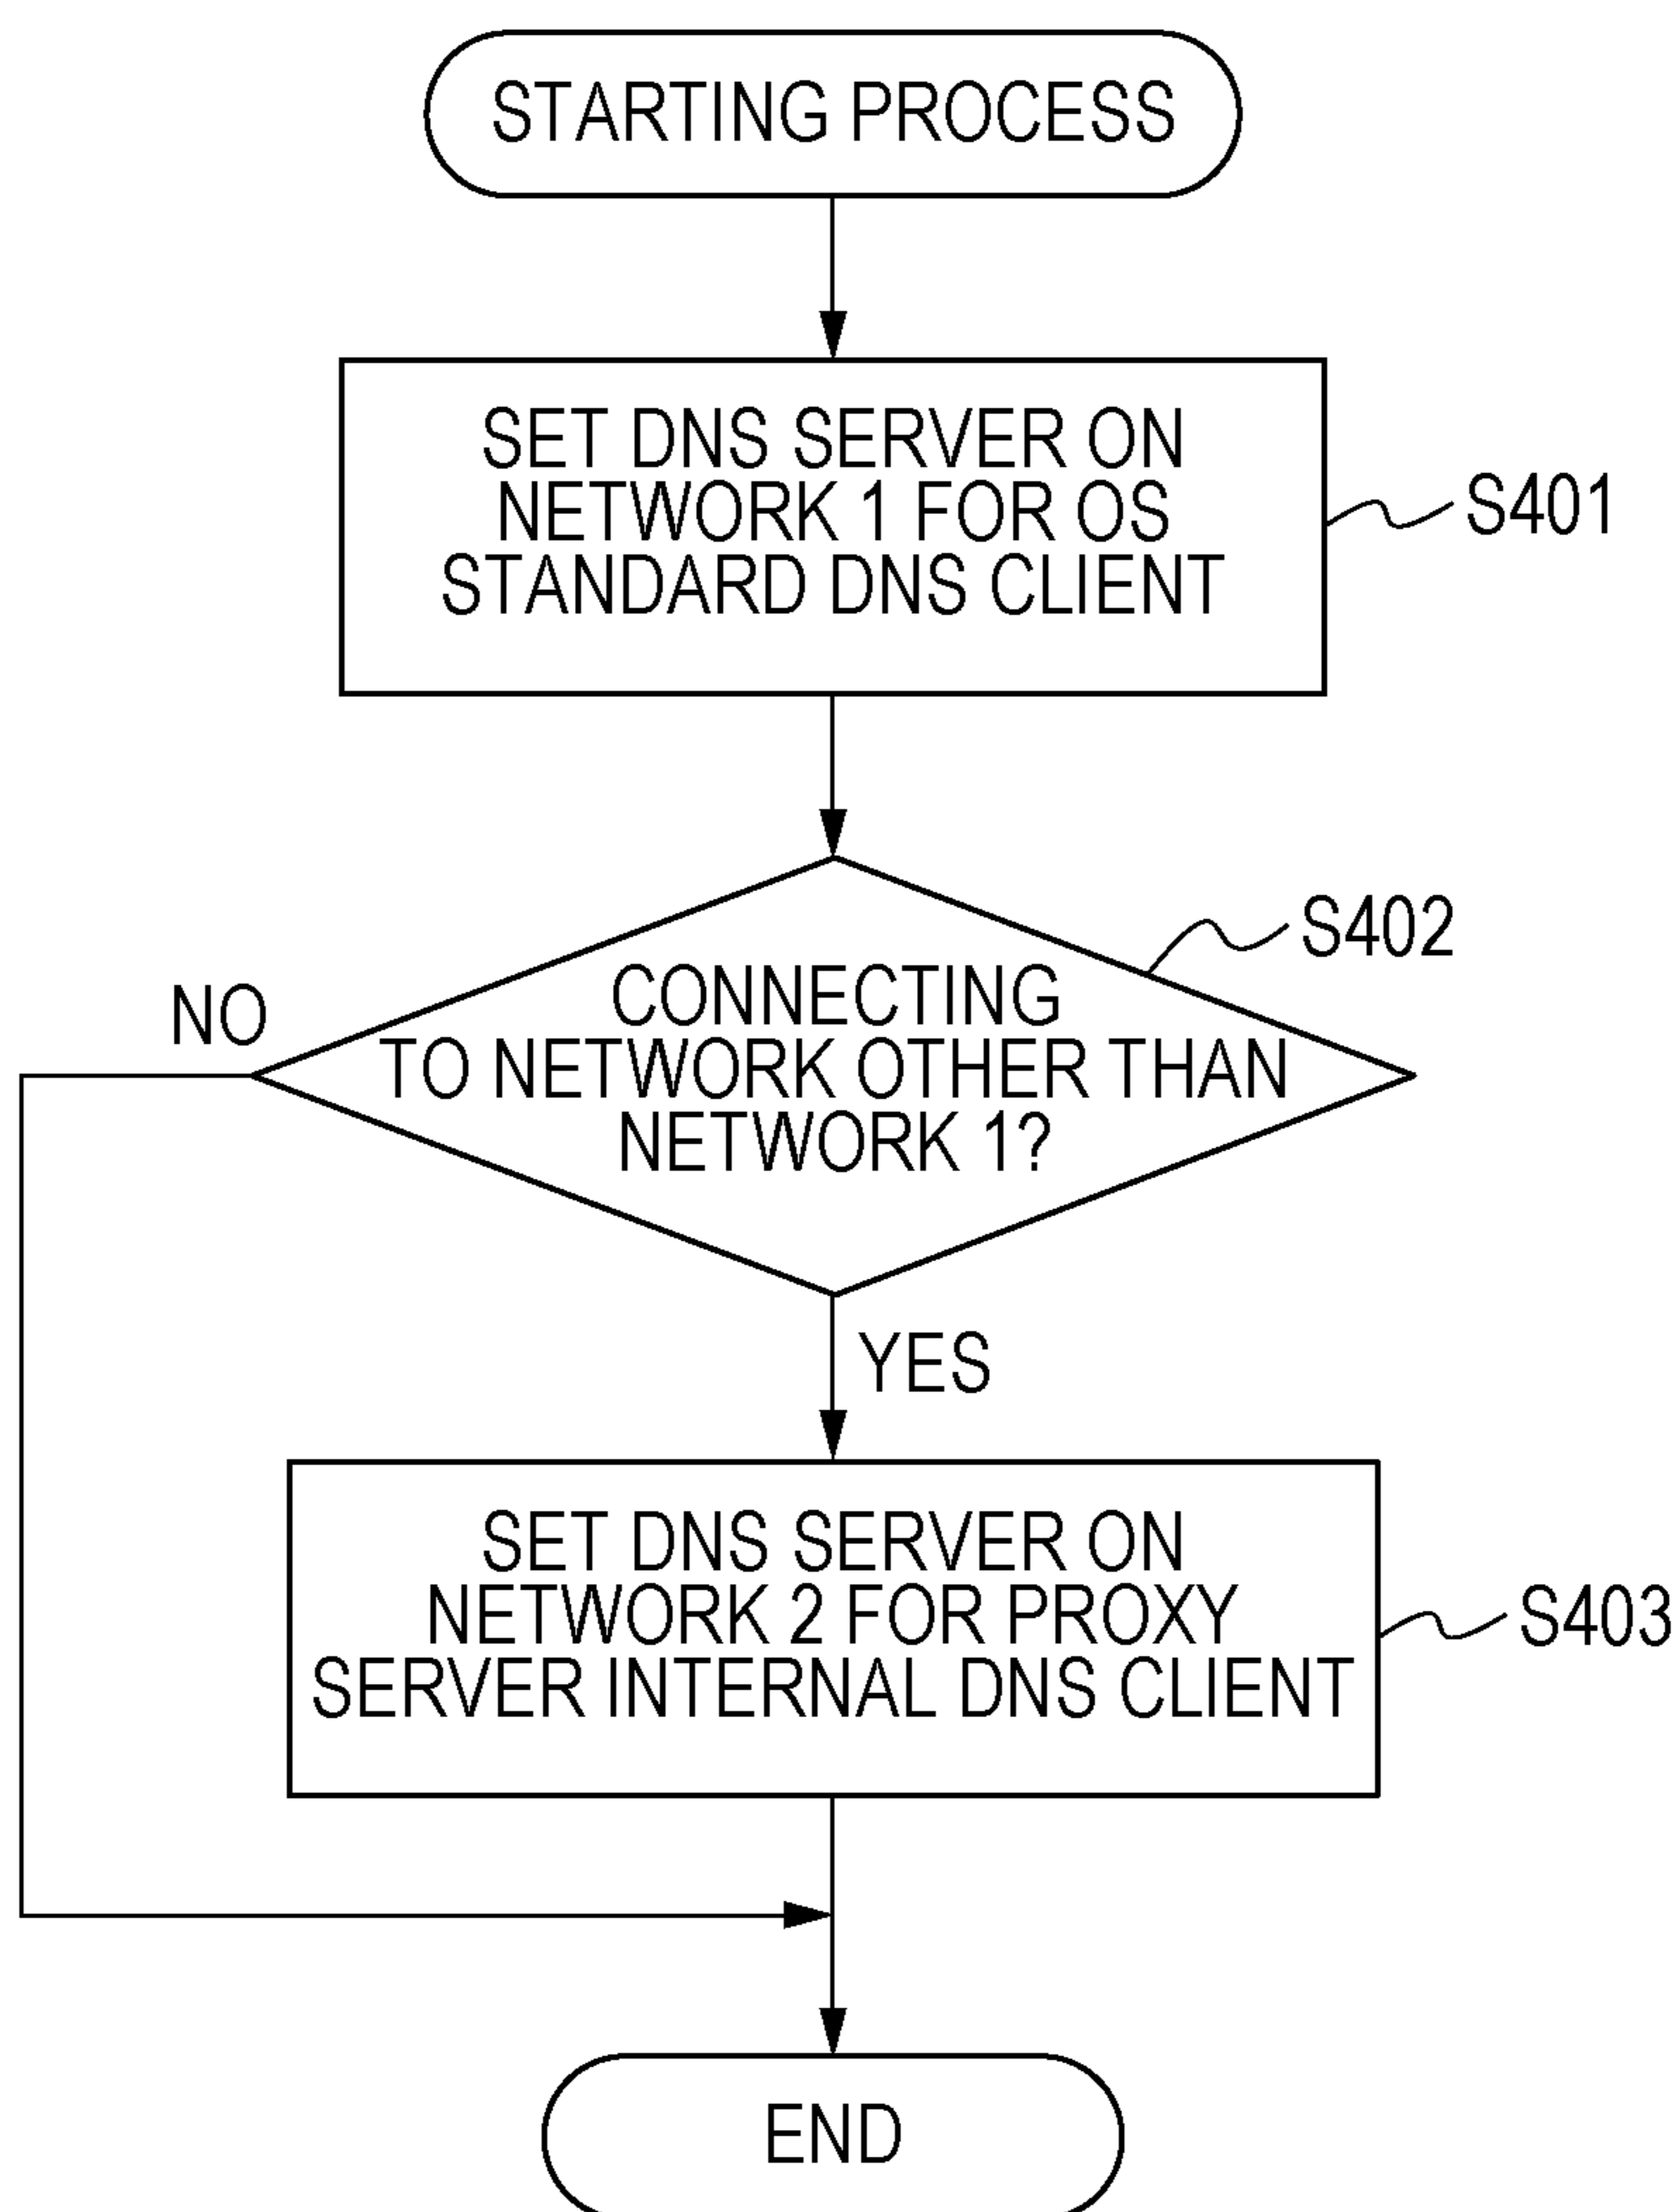 STARTING PROCESS
SET DNS SERVER ON
NETWORK 1 FOR OS
STANDARD DNS CLIENT
S401
S402
CONNECTING
TO NETWORK OTHER THAN
NETWORK 1?
NO
YES
SET DNS SERVER ON
NETWORK 2 FOR PROXY
SERVER INTERNAL DNS CLIENT
S403
END